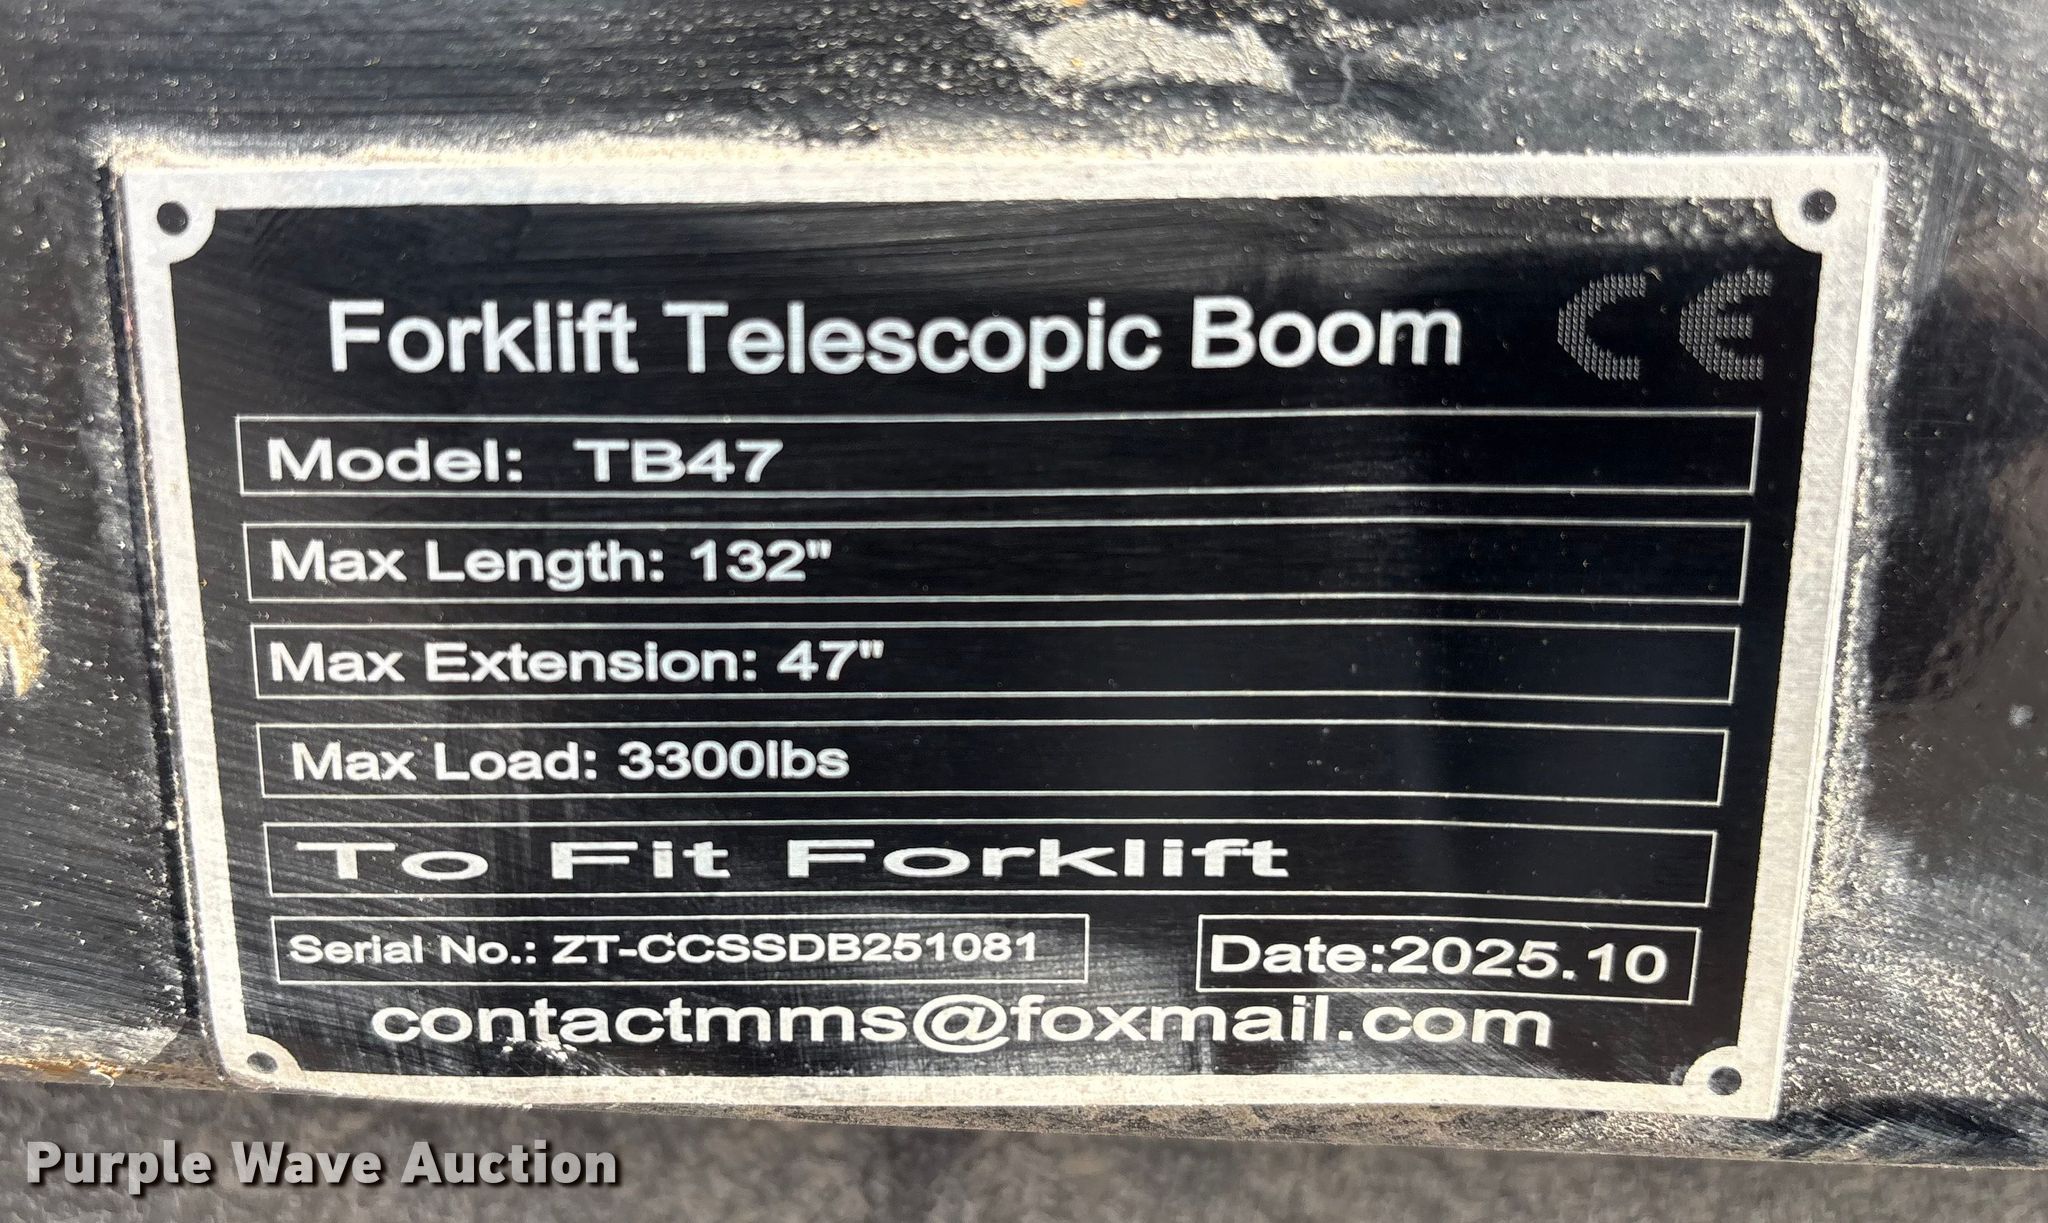 Forklift Telescopic Boom CE
Model: TB47
Max Length: 132"
Max Extension: 47"
Max Load: 3300lbs
To Fit Forklift
Serial No.: ZT-CCSSDB251081 Date:2025.10
contactmms@foxmail.com
Purple Wave Auction